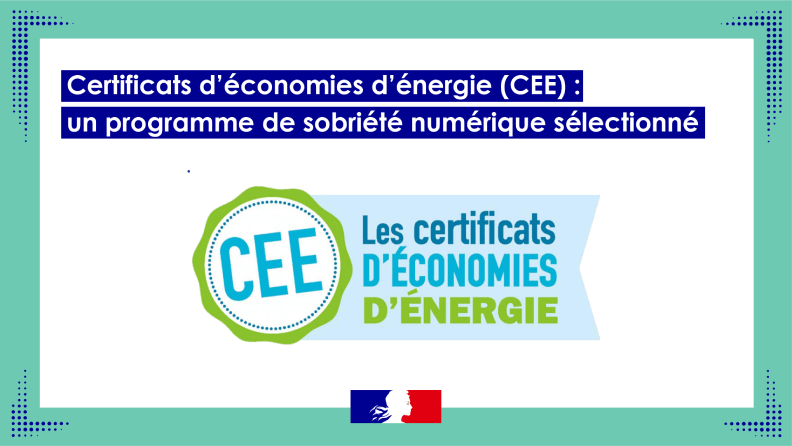 Certificats d’économies d’énergie (CEE) :
un programme de sobriété numérique sélectionné
CEE
Les certificats
D’ÉCONOMIES
D’ÉNERGIE